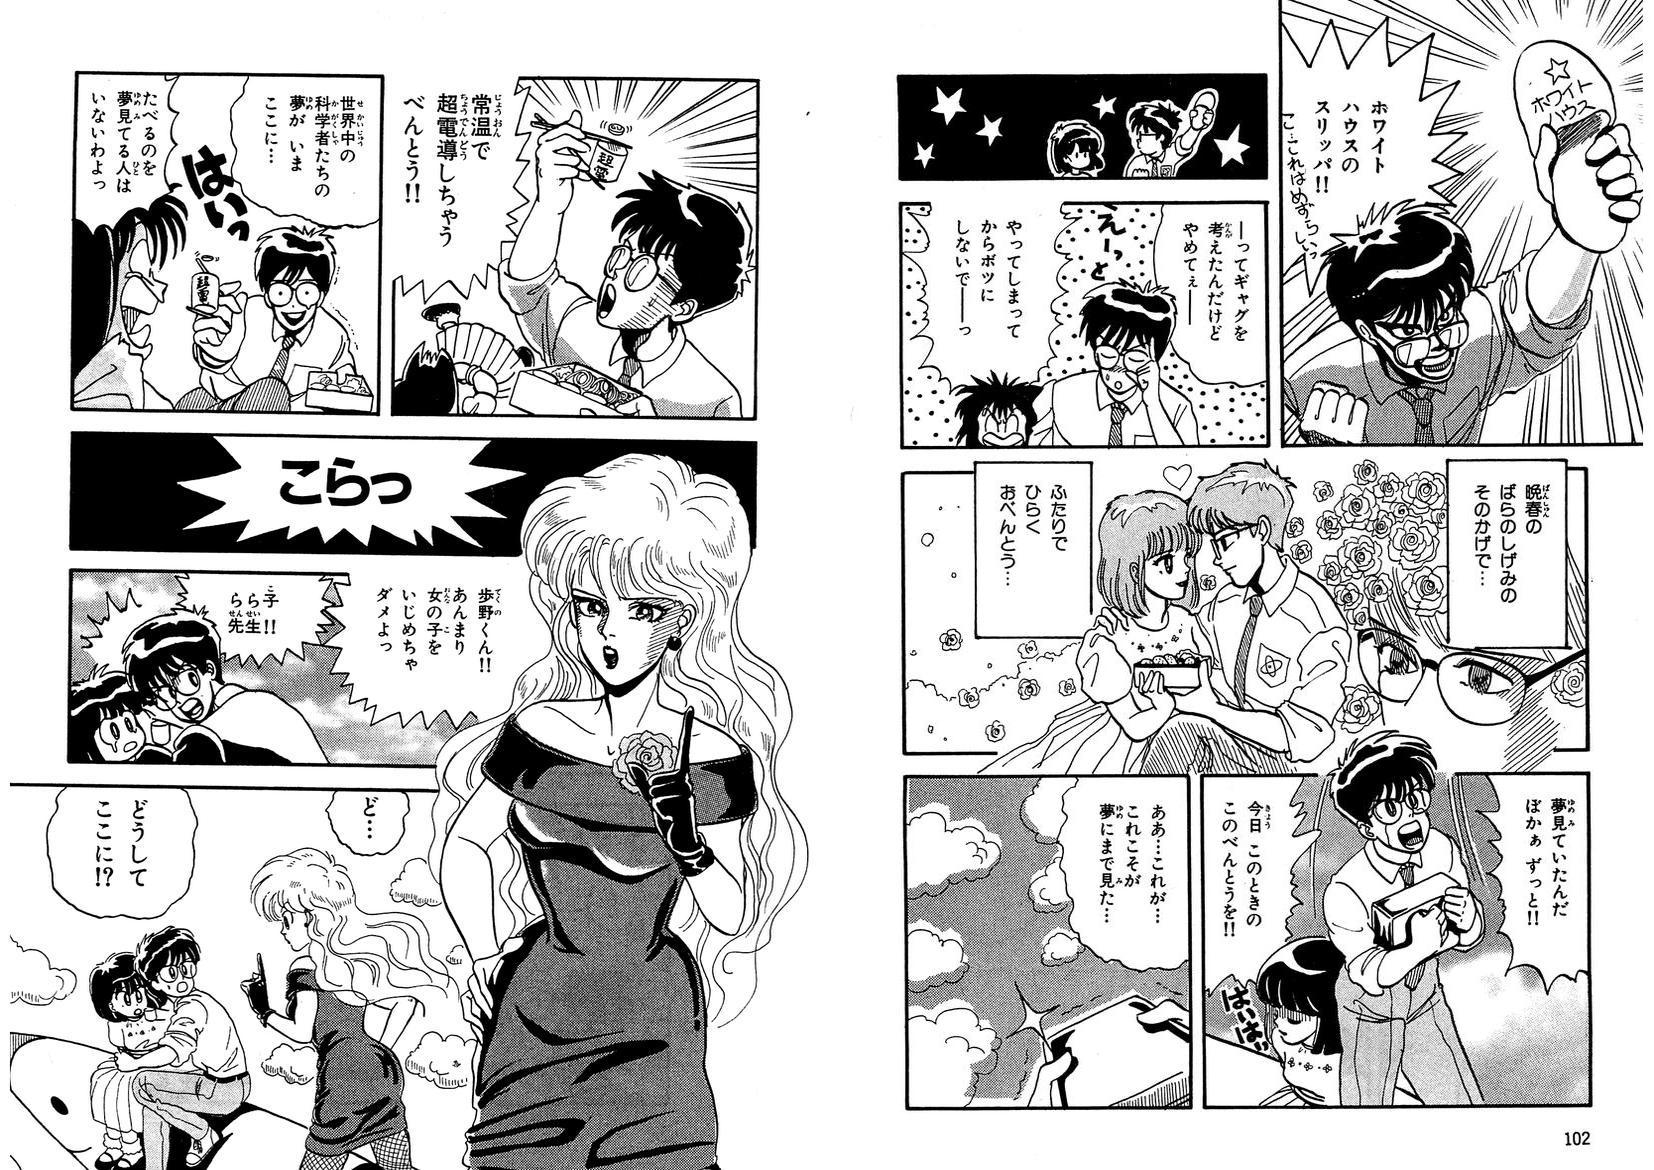 ホワイト
ハウスの
スリッパ!!
こ…これはめずらしいっ
☆
ホワイト
ハウス
―ってギャグを
考えたんだけど
やめてぇ――
えーっと
やってしまって
からボツに
しないで――っ
晩春の
ばらのしげみの
そのかげで…
ふたりで
ひらく
おべんとう…
夢見ていたんだ
ぼかぁ ずっと!!
今日 このときの
このべんとうを!!
はいはい
ああ…これが…
これこそが
夢にまで見た…
102
常温で
超電導しちゃう
べんとう!!
超電
世界中の
科学者たちの
夢が いま
ここに…
はいっ
超電
たべるのを
夢見てる人は
いないわよっ
こらっ
歩野くん!!
あんまり
女の子を
いじめちゃ
ダメよっ
子
ら生!!
ら先
ど…
どうして
ここに!?